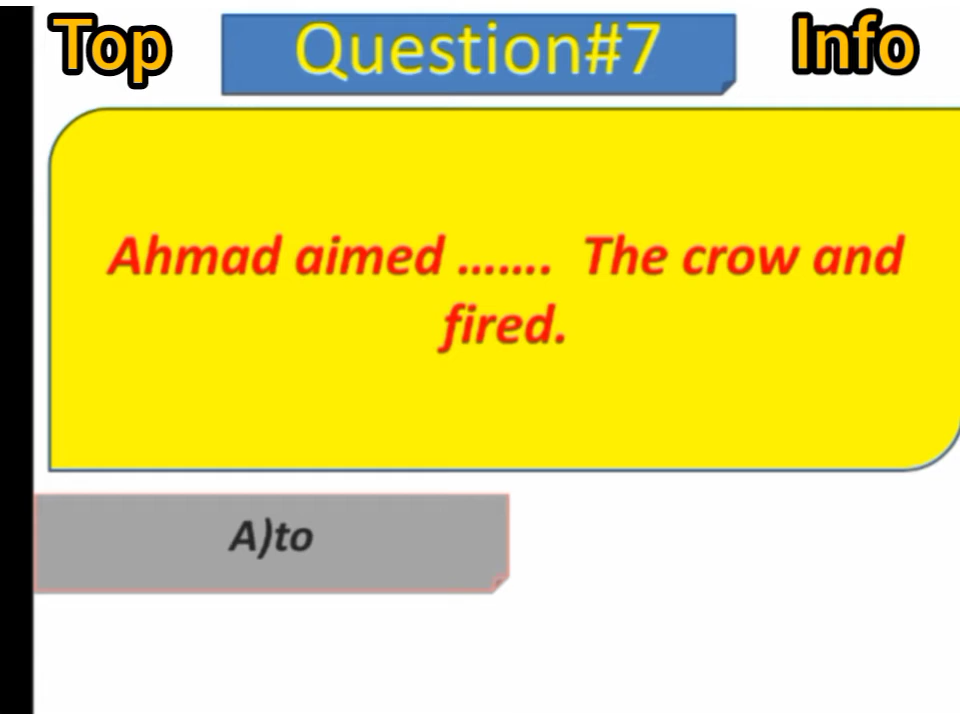 Top Question#7 Info
Ahmad aimed ....... The crow and
fired.
A)to